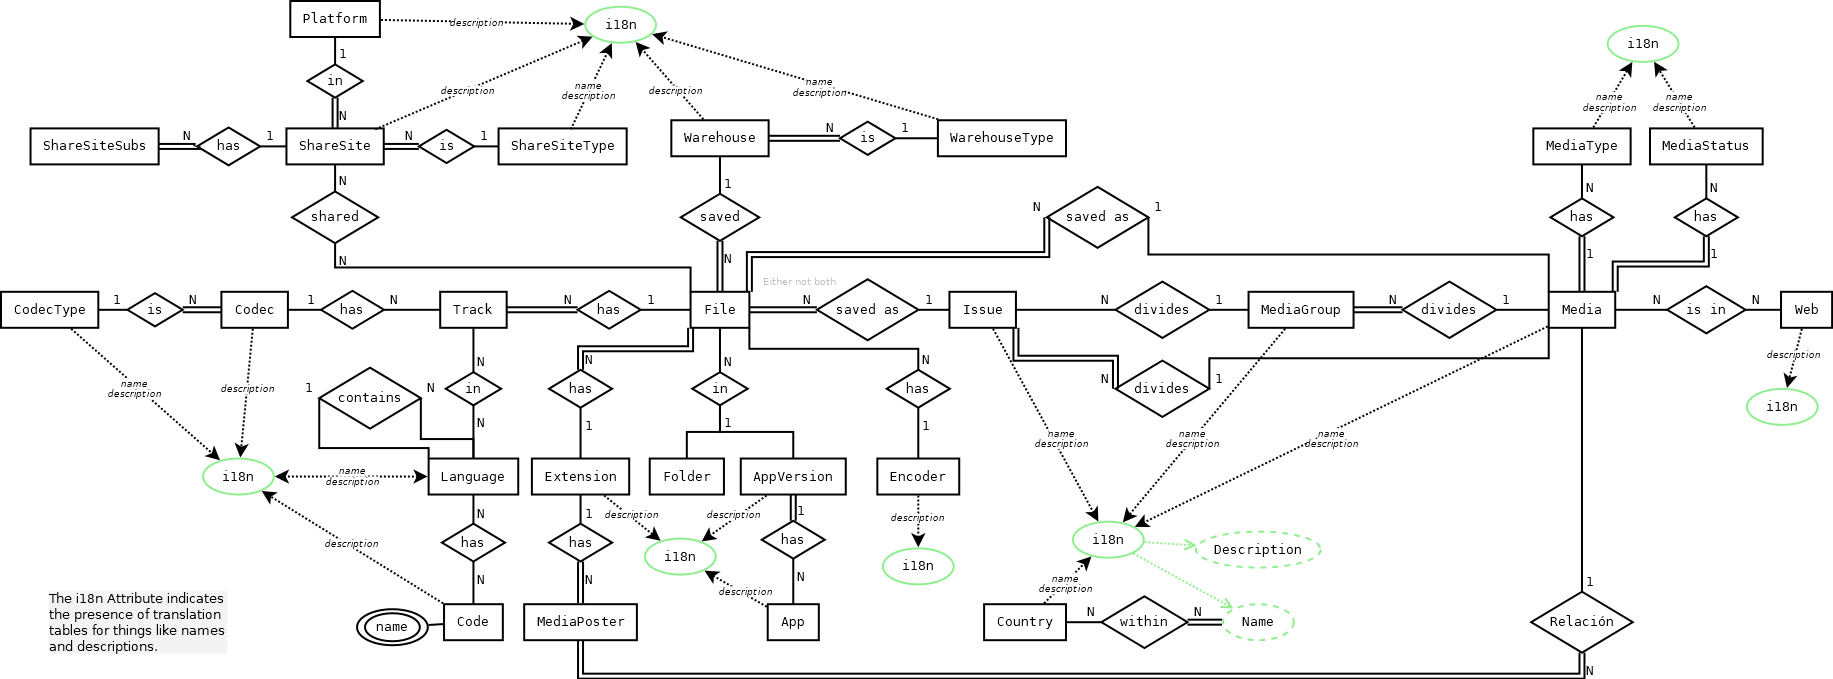 Platform
description
i18n
i18n
1
in
N
description
name
description
description
name
description
name
description
name
description
ShareSiteSubs
N
has
1
ShareSite
N
is
1
ShareSiteType
Warehouse
N
is
1
WarehouseType
MediaType
MediaStatus
N
shared
N
1
saved
N
N
saved as
1
N
has
1
N
has
1
Either not both
CodecType
1
is
N
Codec
1
has
N
Track
N
has
1
File
N
saved as
1
Issue
N
divides
1
MediaGroup
N
divides
1
Media
N
is in
N
Web
name
description
description
1
contains
N
N
in
N
N
has
1
N
in
1
N
has
1
N
divides
1
description
i18n
name
description
name
description
name
description
i18n
name
description
Language
Extension
Folder
AppVersion
Encoder
description
N
has
N
1
has
N
description
description
i18n
1
has
N
description
description
i18n
i18n
Description
name
description
The i18n Attribute indicates
the presence of translation
tables for things like names
and descriptions.
name
Code
MediaPoster
App
Country
N
within
N
Name
1
Relación
N